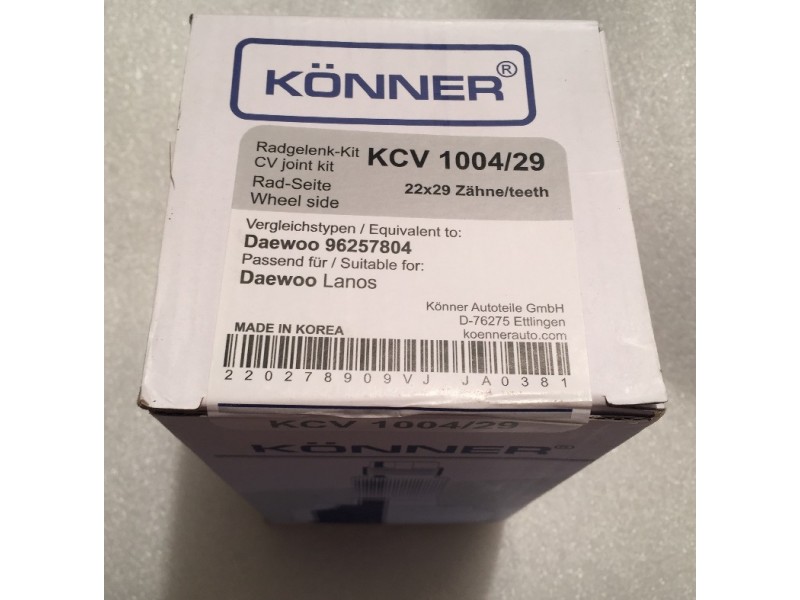 KÖNNER®
Radgelenk-Kit
CV joint kit
KCV 1004/29
Rad-Seite
Wheel side
22x29 Zähne/teeth
Vergleichstypen / Equivalent to:
Daewoo 96257804
Passend für / Suitable for:
Daewoo Lanos
Könner Autoteile GmbH
D-76275 Ettlingen
koennerauto.com
MADE IN KOREA
220278909VJ JA0381
KCV 1004/29
KÖNNER®